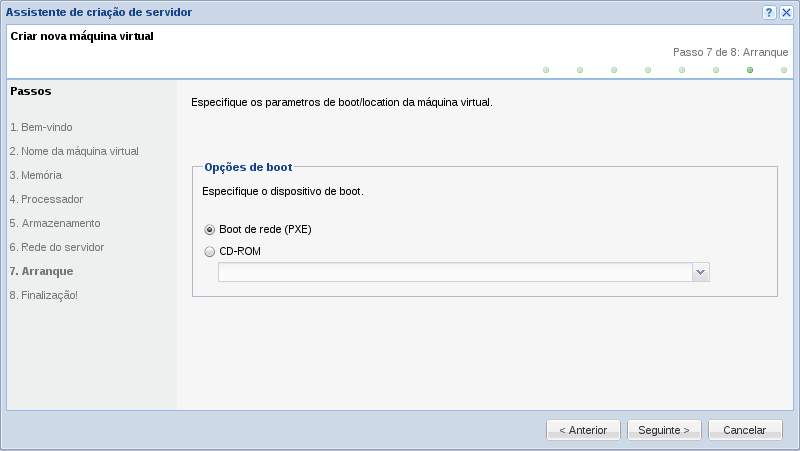 Assistente de criação de servidor
Criar nova máquina virtual
Passo 7 de 8: Arranque
Passos
1. Bem-vindo
2. Nome da máquina virtual
3. Memória
4. Processador
5. Armazenamento
6. Rede do servidor
7. Arranque
8. Finalização!
Especifique os parametros de boot/location da máquina virtual.
Opções de boot
Especifique o dispositivo de boot.
Boot de rede (PXE)
CD-ROM
< Anterior
Seguinte >
Cancelar